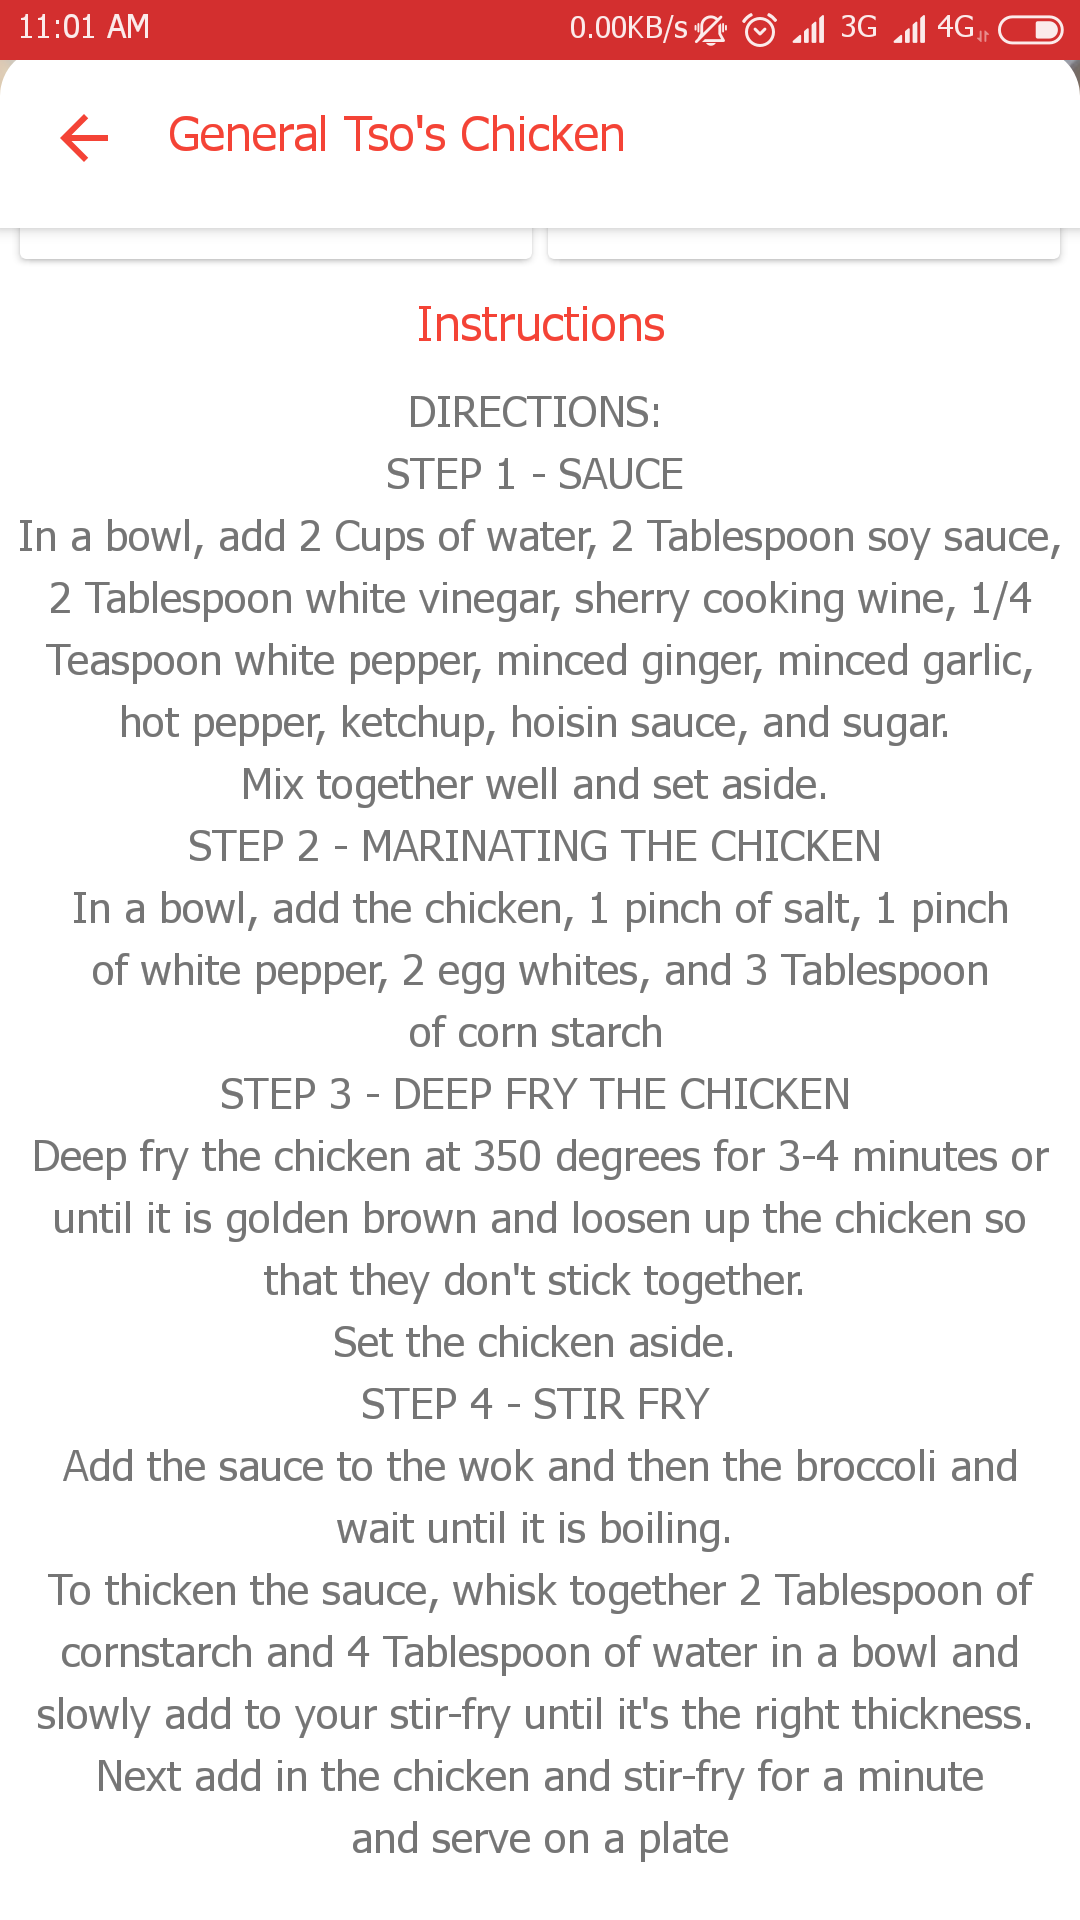 11:01 AM 0.00KB/s 3G 4G
General Tso's Chicken
Instructions
DIRECTIONS:
STEP 1 - SAUCE
In a bowl, add 2 Cups of water, 2 Tablespoon soy sauce,
2 Tablespoon white vinegar, sherry cooking wine, 1/4
Teaspoon white pepper, minced ginger, minced garlic,
hot pepper, ketchup, hoisin sauce, and sugar.
Mix together well and set aside.
STEP 2 - MARINATING THE CHICKEN
In a bowl, add the chicken, 1 pinch of salt, 1 pinch
of white pepper, 2 egg whites, and 3 Tablespoon
of corn starch
STEP 3 - DEEP FRY THE CHICKEN
Deep fry the chicken at 350 degrees for 3-4 minutes or
until it is golden brown and loosen up the chicken so
that they don't stick together.
Set the chicken aside.
STEP 4 - STIR FRY
Add the sauce to the wok and then the broccoli and
wait until it is boiling.
To thicken the sauce, whisk together 2 Tablespoon of
cornstarch and 4 Tablespoon of water in a bowl and
slowly add to your stir-fry until it's the right thickness.
Next add in the chicken and stir-fry for a minute
and serve on a plate